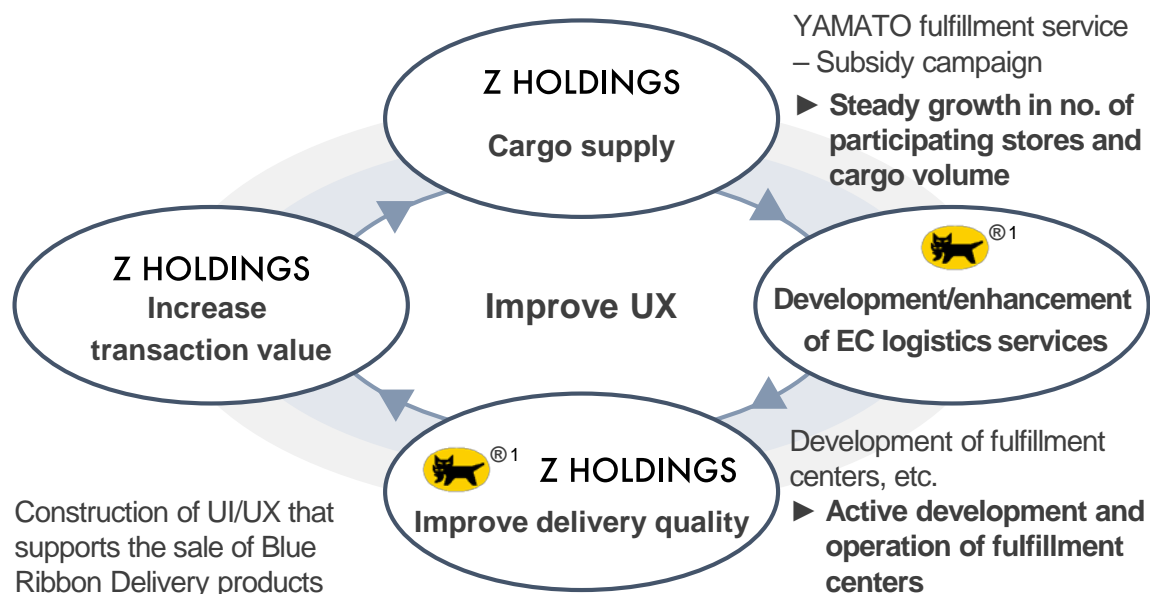 YAMATO fulfillment service
– Subsidy campaign
► Steady growth in no. of
participating stores and
cargo volume
Z HOLDINGS
Cargo supply
®1
Development/enhancement
of EC logistics services
Z HOLDINGS
Increase
transaction value
Improve UX
®1 Z HOLDINGS
Improve delivery quality
Development of fulfillment
centers, etc.
► Active development and
operation of fulfillment
centers
Construction of UI/UX that
supports the sale of Blue
Ribbon Delivery products